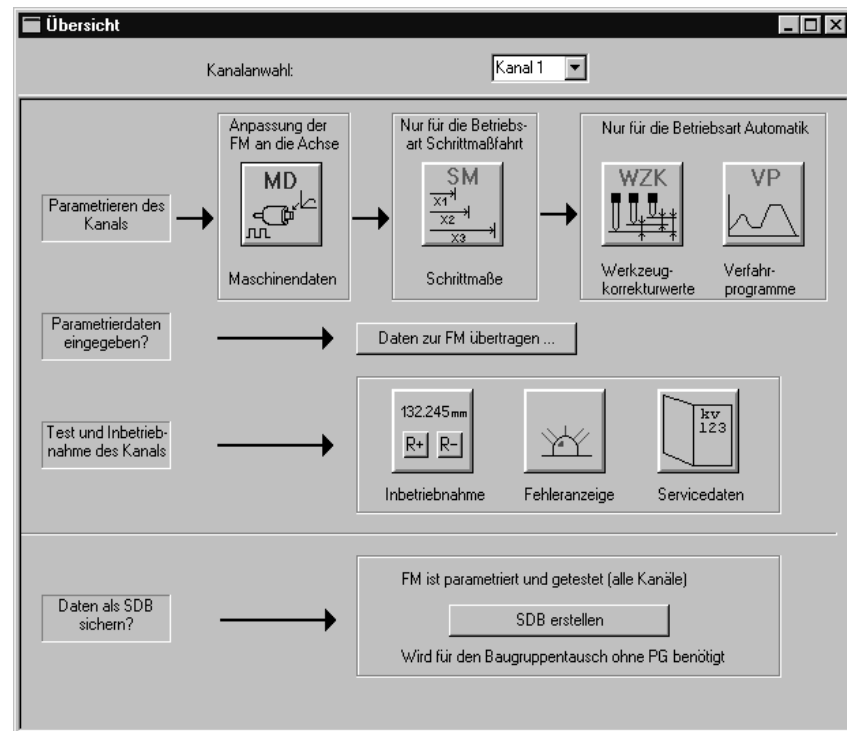 Übersicht
Kanalanwahl:
Kanal 1
Parametrieren des
Kanals
Anpassung der
FM an die Achse
MD
Maschinendaten
Nur für die Betriebs-
art Schrittmaßfahrt
SM
X1
X2
X3
Schrittmaße
Nur für die Betriebsart Automatik
WZK
Werkzeug-
korrekturwerte
VP
Verfahr-
programme
Parametrierdaten
eingegeben?
Daten zur FM übertragen ...
Test und Inbetrieb-
nahme des Kanals
132.245 mm
R+ R-
Inbetriebnahme
Fehleranzeige
kv
123
Servicedaten
Daten als SDB
sichern?
FM ist parametriert und getestet (alle Kanäle)
SDB erstellen
Wird für den Baugruppentausch ohne PG benötigt